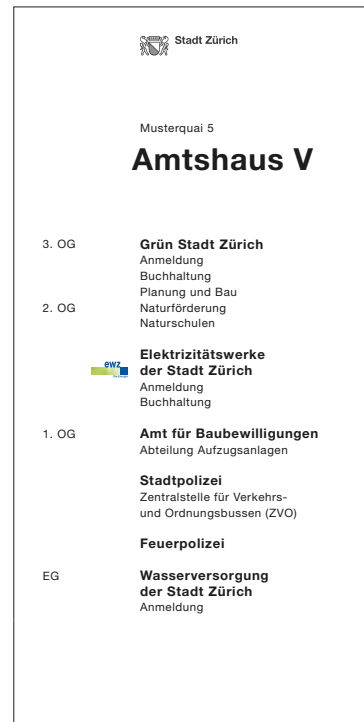 Stadt Zürich
Musterquai 5
Amtshaus V
3. OG Grün Stadt Zürich
Anmeldung
Buchhaltung
Planung und Bau
2. OG Naturförderung
Naturschulen
Elektrizitätswerke
ewz der Stadt Zürich
Anmeldung
Buchhaltung
1. OG Amt für Baubewilligungen
Abteilung Aufzugsanlagen
Stadtpolizei
Zentralstelle für Verkehrs-
und Ordnungsbussen (ZVO)
Feuerpolizei
EG Wasserversorgung
der Stadt Zürich
Anmeldung